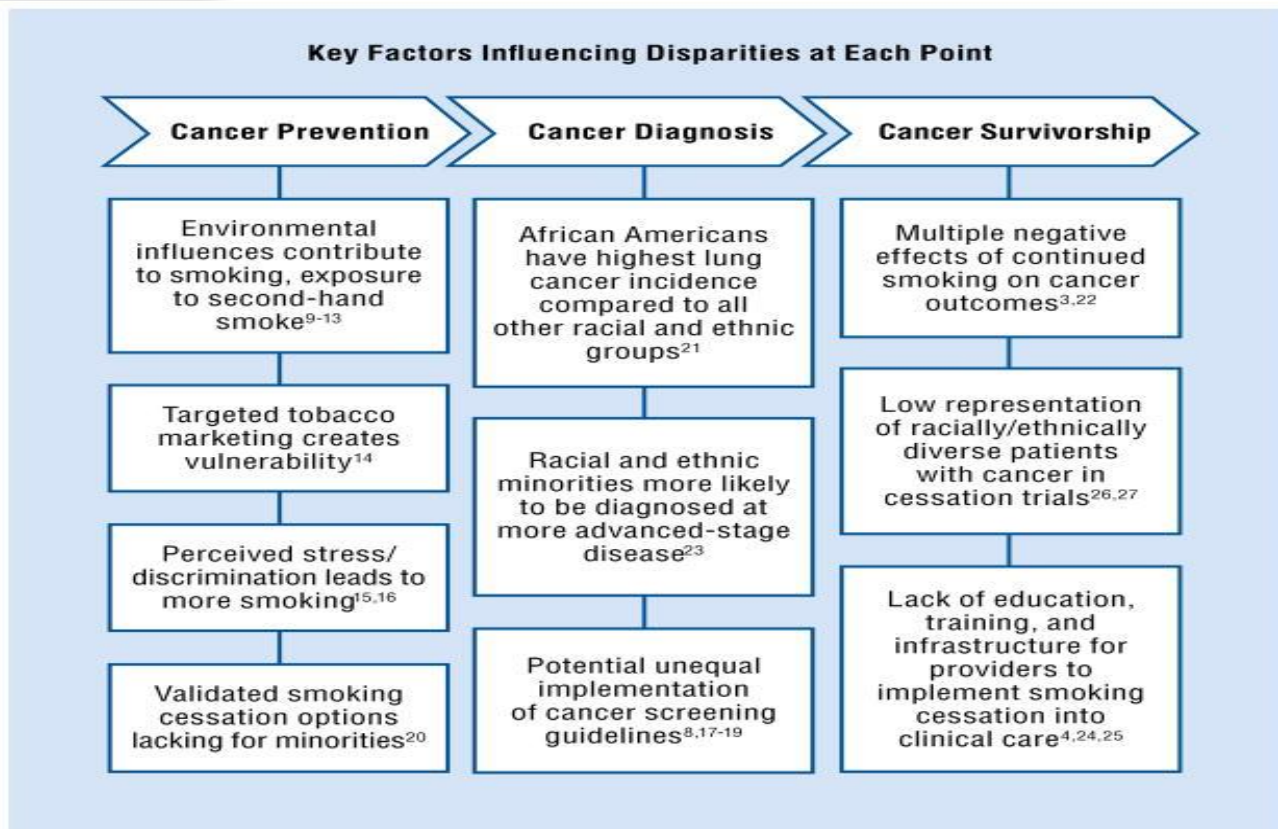 Key Factors Influencing Disparities at Each Point
Cancer Prevention
Environmental
influences contribute
to smoking, exposure
to second-hand
smoke9-13
Targeted tobacco
marketing creates
vulnerability14
Perceived stress/
discrimination leads to
more smoking15,16
Validated smoking
cessation options
lacking for minorities20
Cancer Diagnosis
African Americans
have highest lung
cancer incidence
compared to all
other racial and ethnic
groups21
Racial and ethnic
minorities more likely
to be diagnosed at
more advanced-stage
disease23
Potential unequal
implementation
of cancer screening
guidelines8,17-19
Cancer Survivorship
Multiple negative
effects of continued
smoking on cancer
outcomes3,22
Low representation
of racially/ethnically
diverse patients
with cancer in
cessation trials26,27
Lack of education,
training, and
infrastructure for
providers to
implement smoking
cessation into
clinical care4,24,25